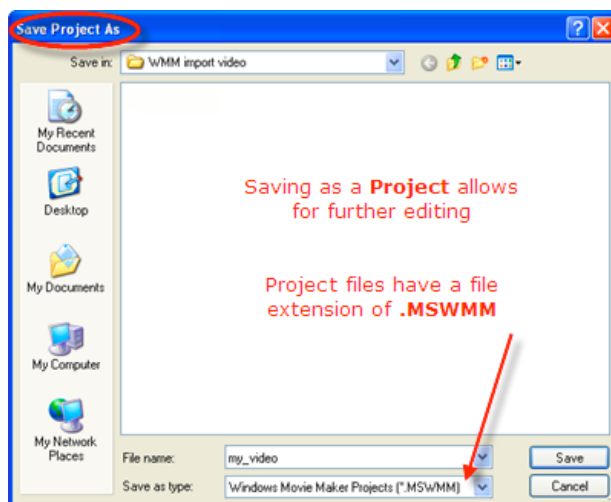 Save Project As
Save in:
WMM import video
My Recent
Documents
Desktop
My Documents
My Computer
My Network
Places
Saving as a Project allows
for further editing
Project files have a file
extension of .MSWMM
File name:
my_video
Save
Save as type:
Windows Movie Maker Projects (*.MSWMM)
Cancel